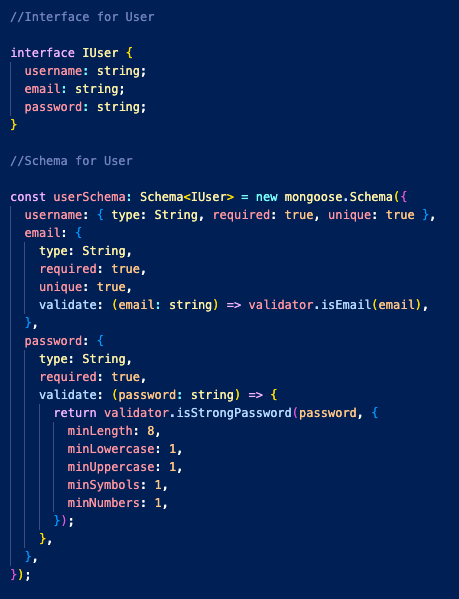 //Interface for User
interface IUser {
username: string;
email: string;
password: string;
}
//Schema for User
const userSchema: Schema<IUser> = new mongoose.Schema({
username: { type: String, required: true, unique: true },
email: {
type: String,
required: true,
unique: true,
validate: (email: string) => validator.isEmail(email),
},
password: {
type: String,
required: true,
validate: (password: string) => {
return validator.isStrongPassword(password, {
minLength: 8,
minLowercase: 1,
minUppercase: 1,
minSymbols: 1,
minNumbers: 1,
});
},
},
});